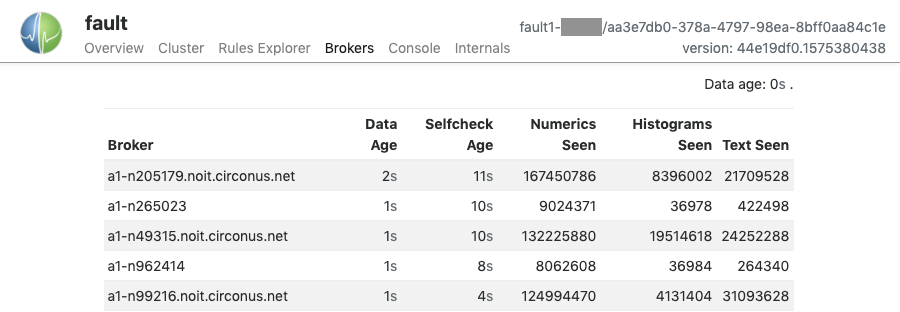 fault
fault1-/aa3e7db0-378a-4797-98ea-8bff0aa84c1e
Overview Cluster Rules Explorer Brokers Console Internals
version: 44e19df0.1575380438
Data age: 0s .
Broker Data Age Selfcheck Age Numerics Seen Histograms Seen Text Seen
a1-n205179.noit.circonus.net 2s 11s 167450786 8396002 21709528
a1-n265023 1s 10s 9024371 36978 422498
a1-n49315.noit.circonus.net 1s 10s 132225880 19514618 24252288
a1-n962414 1s 8s 8062608 36984 264340
a1-n99216.noit.circonus.net 1s 4s 124994470 4131404 31093628